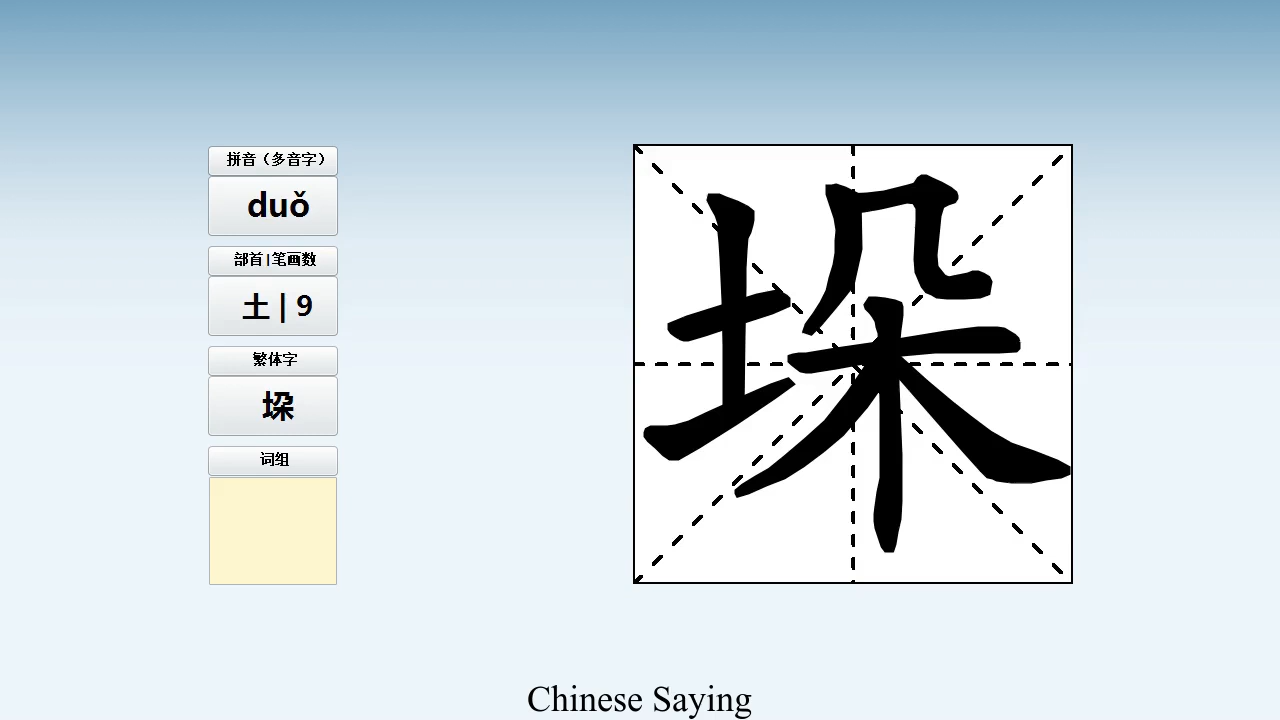 拼音（多音字）
duǒ
部首|笔画数
土 | 9
繁体字
垛
词组
垛
Chinese Saying